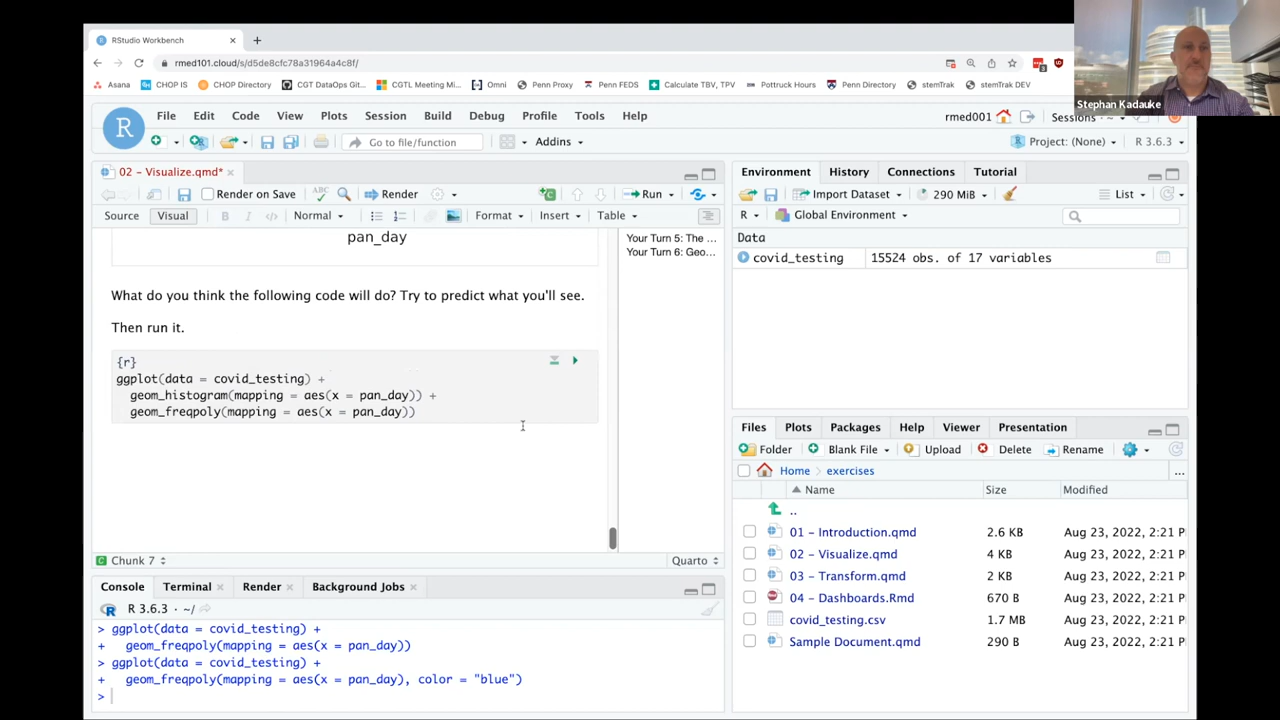 RStudio Workbench
rmed101.cloud/s/d5de8cfc78a31964a4c8f/
Asana CHOP IS CHOP Directory CGT DataOps Git... CGTL Meeting Mi... Omni Penn Proxy Penn FEDS Calculate TBV, TPV Pottruck Hours Penn Directory stemTrak stemTrak DEV
Stephan Kadauke
R File Edit Code View Plots Session Build Debug Profile Tools Help
rmed001 Sessions
Go to file/function Addins
Project: (None) R 3.6.3
02 - Visualize.qmd*
Render on Save Render Run
Source Visual B I </> Normal Format Insert Table
pan_day
Your Turn 5: The ...
Your Turn 6: Geo...
What do you think the following code will do? Try to predict what you'll see.
Then run it.
{r}
ggplot(data = covid_testing) +
geom_histogram(mapping = aes(x = pan_day)) +
geom_freqpoly(mapping = aes(x = pan_day))
Chunk 7 Quarto
Console Terminal Render Background Jobs
R 3.6.3 · ~/
> ggplot(data = covid_testing) +
+ geom_freqpoly(mapping = aes(x = pan_day))
> ggplot(data = covid_testing) +
+ geom_freqpoly(mapping = aes(x = pan_day), color = "blue")
>
Environment History Connections Tutorial
Import Dataset 290 MiB List
R Global Environment
Data
covid_testing 15524 obs. of 17 variables
Files Plots Packages Help Viewer Presentation
Folder Blank File Upload Delete Rename
Home exercises ...
Name Size Modified
..
01 - Introduction.qmd 2.6 KB Aug 23, 2022, 2:21 P
02 - Visualize.qmd 4 KB Aug 23, 2022, 2:21 P
03 - Transform.qmd 2 KB Aug 23, 2022, 2:21 P
04 - Dashboards.Rmd 670 B Aug 23, 2022, 2:21 P
covid_testing.csv 1.7 MB Aug 23, 2022, 2:21 P
Sample Document.qmd 290 B Aug 23, 2022, 2:21 P